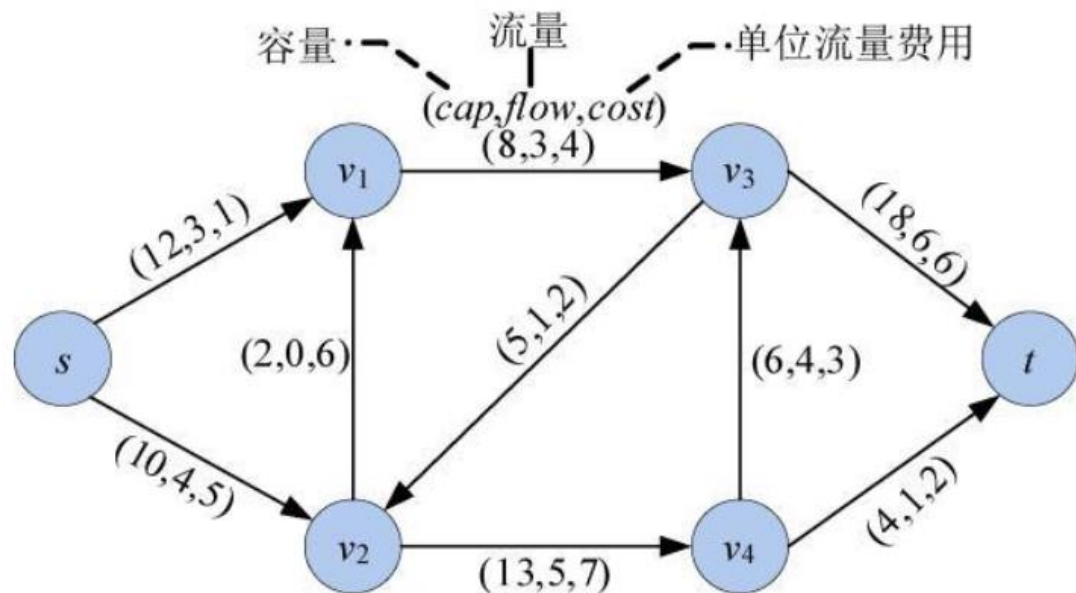 容量 流量 单位流量费用
(cap,flow,cost)
(8,3,4)
v1
v3
(12,3,1)
(18,6,6)
(2,0,6)
(5,1,2)
(6,4,3)
s
t
(10,4,5)
(4,1,2)
v2
v4
(13,5,7)